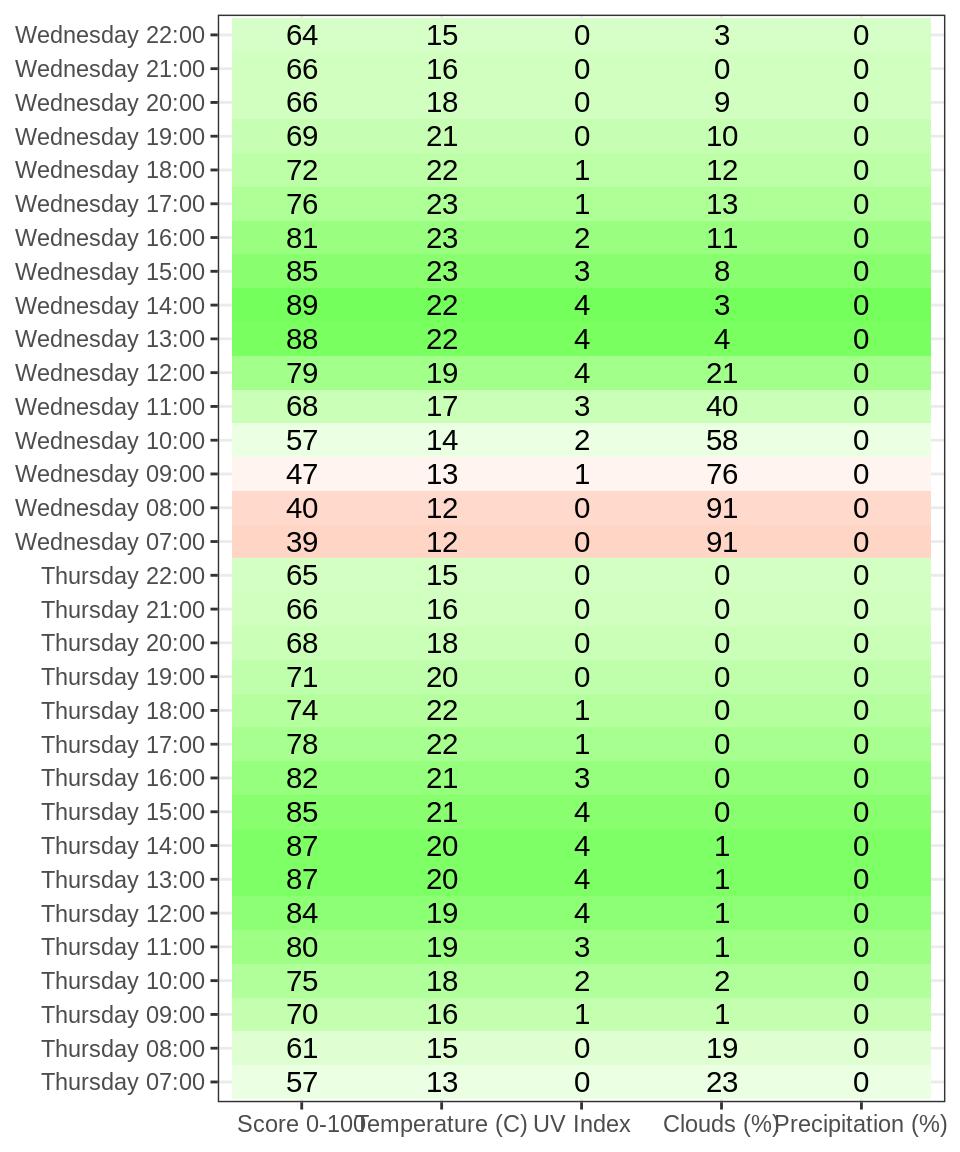 Wednesday 22:00 64 15 0 3 0
Wednesday 21:00 66 16 0 0 0
Wednesday 20:00 66 18 0 9 0
Wednesday 19:00 69 21 0 10 0
Wednesday 18:00 72 22 1 12 0
Wednesday 17:00 76 23 1 13 0
Wednesday 16:00 81 23 2 11 0
Wednesday 15:00 85 23 3 8 0
Wednesday 14:00 89 22 4 3 0
Wednesday 13:00 88 22 4 4 0
Wednesday 12:00 79 19 4 21 0
Wednesday 11:00 68 17 3 40 0
Wednesday 10:00 57 14 2 58 0
Wednesday 09:00 47 13 1 76 0
Wednesday 08:00 40 12 0 91 0
Wednesday 07:00 39 12 0 91 0
Thursday 22:00 65 15 0 0 0
Thursday 21:00 66 16 0 0 0
Thursday 20:00 68 18 0 0 0
Thursday 19:00 71 20 0 0 0
Thursday 18:00 74 22 1 0 0
Thursday 17:00 78 22 1 0 0
Thursday 16:00 82 21 3 0 0
Thursday 15:00 85 21 4 0 0
Thursday 14:00 87 20 4 1 0
Thursday 13:00 87 20 4 1 0
Thursday 12:00 84 19 4 1 0
Thursday 11:00 80 19 3 1 0
Thursday 10:00 75 18 2 2 0
Thursday 09:00 70 16 1 1 0
Thursday 08:00 61 15 0 19 0
Thursday 07:00 57 13 0 23 0
Score 0-100 Temperature (C) UV Index Clouds (%) Precipitation (%)